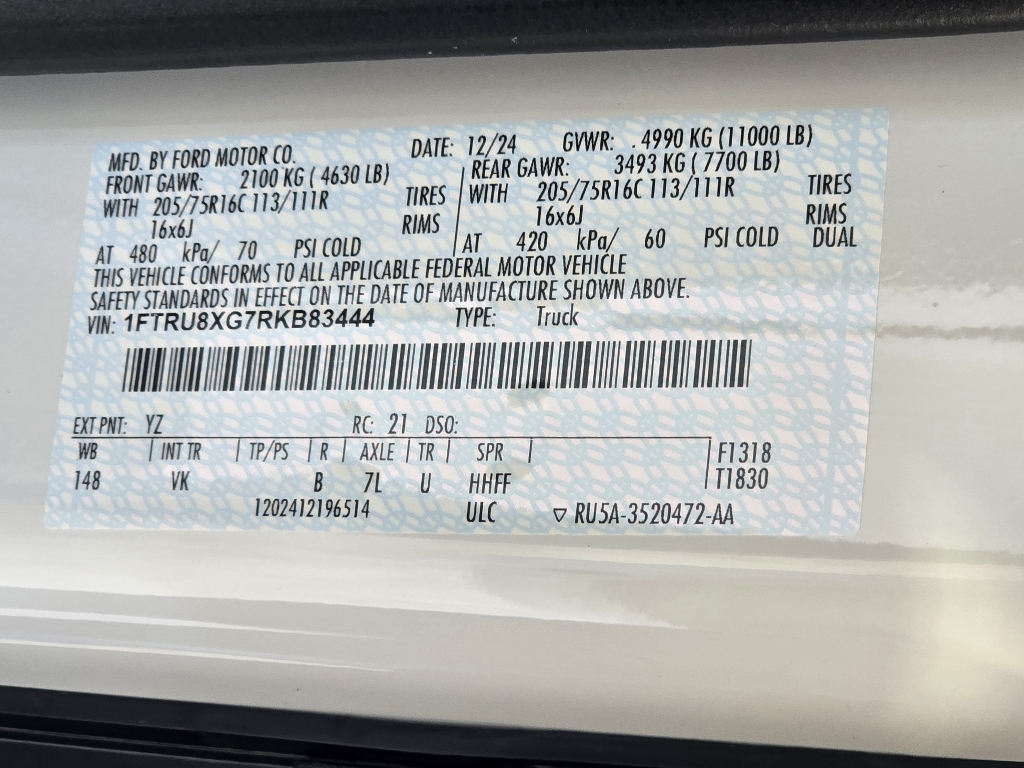 MFD. BY FORD MOTOR CO. DATE: 12/24 GVWR: . 4990 KG (11000 LB)
FRONT GAWR: 2100 KG ( 4630 LB) REAR GAWR: 3493 KG ( 7700 LB)
WITH 205/75R16C 113/111R TIRES WITH 205/75R16C 113/111R TIRES
16x6J RIMS 16x6J RIMS
AT 480 kPa/ 70 PSI COLD AT 420 kPa/ 60 PSI COLD DUAL
THIS VEHICLE CONFORMS TO ALL APPLICABLE FEDERAL MOTOR VEHICLE
SAFETY STANDARDS IN EFFECT ON THE DATE OF MANUFACTURE SHOWN ABOVE.
VIN: 1FTRU8XG7RKB83444 TYPE: Truck
EXT PNT: YZ RC: 21 DSO:
WB INT TR TP/PS R AXLE TR SPR F1318
148 VK B 7L U HHFF T1830
1202412196514 ULC ▽ RU5A-3520472-AA